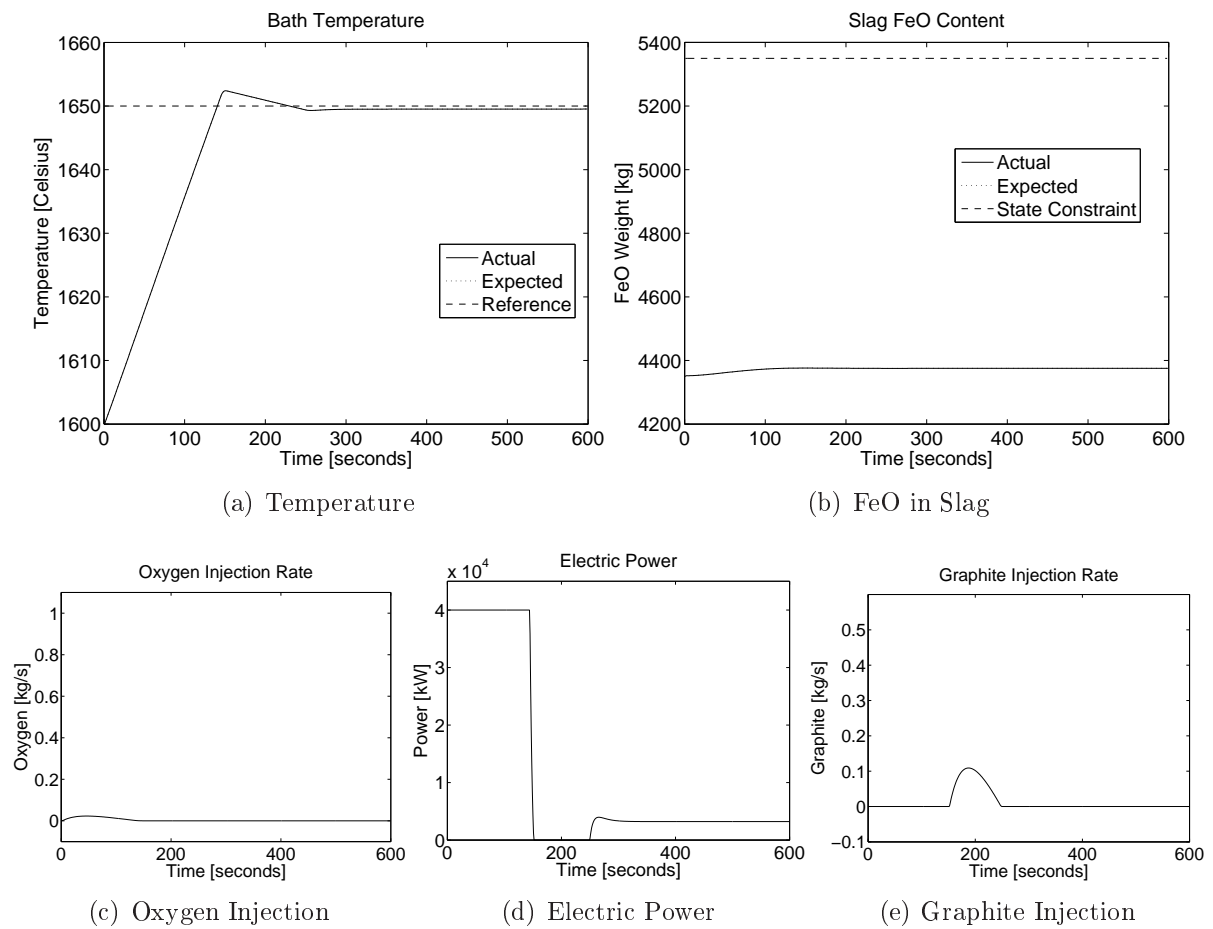 Bath Temperature
1660
1650
1640
1630
1620
1610
1600
0 100 200 300 400 500 600
Temperature [Celsius]
Time [seconds]
Actual
Expected
Reference
(a) Temperature
Slag FeO Content
5400
5200
5000
4800
4600
4400
4200
0 100 200 300 400 500 600
FeO Weight [kg]
Time [seconds]
Actual
Expected
State Constraint
(b) FeO in Slag
Oxygen Injection Rate
1
0.8
0.6
0.4
0.2
0
0 200 400 600
Oxygen [kg/s]
Time [seconds]
(c) Oxygen Injection
Electric Power
x 10^4
4
3
2
1
0
0 200 400 600
Power [kW]
Time [seconds]
(d) Electric Power
Graphite Injection Rate
0.5
0.4
0.3
0.2
0.1
0
−0.1
0 200 400 600
Graphite [kg/s]
Time [seconds]
(e) Graphite Injection